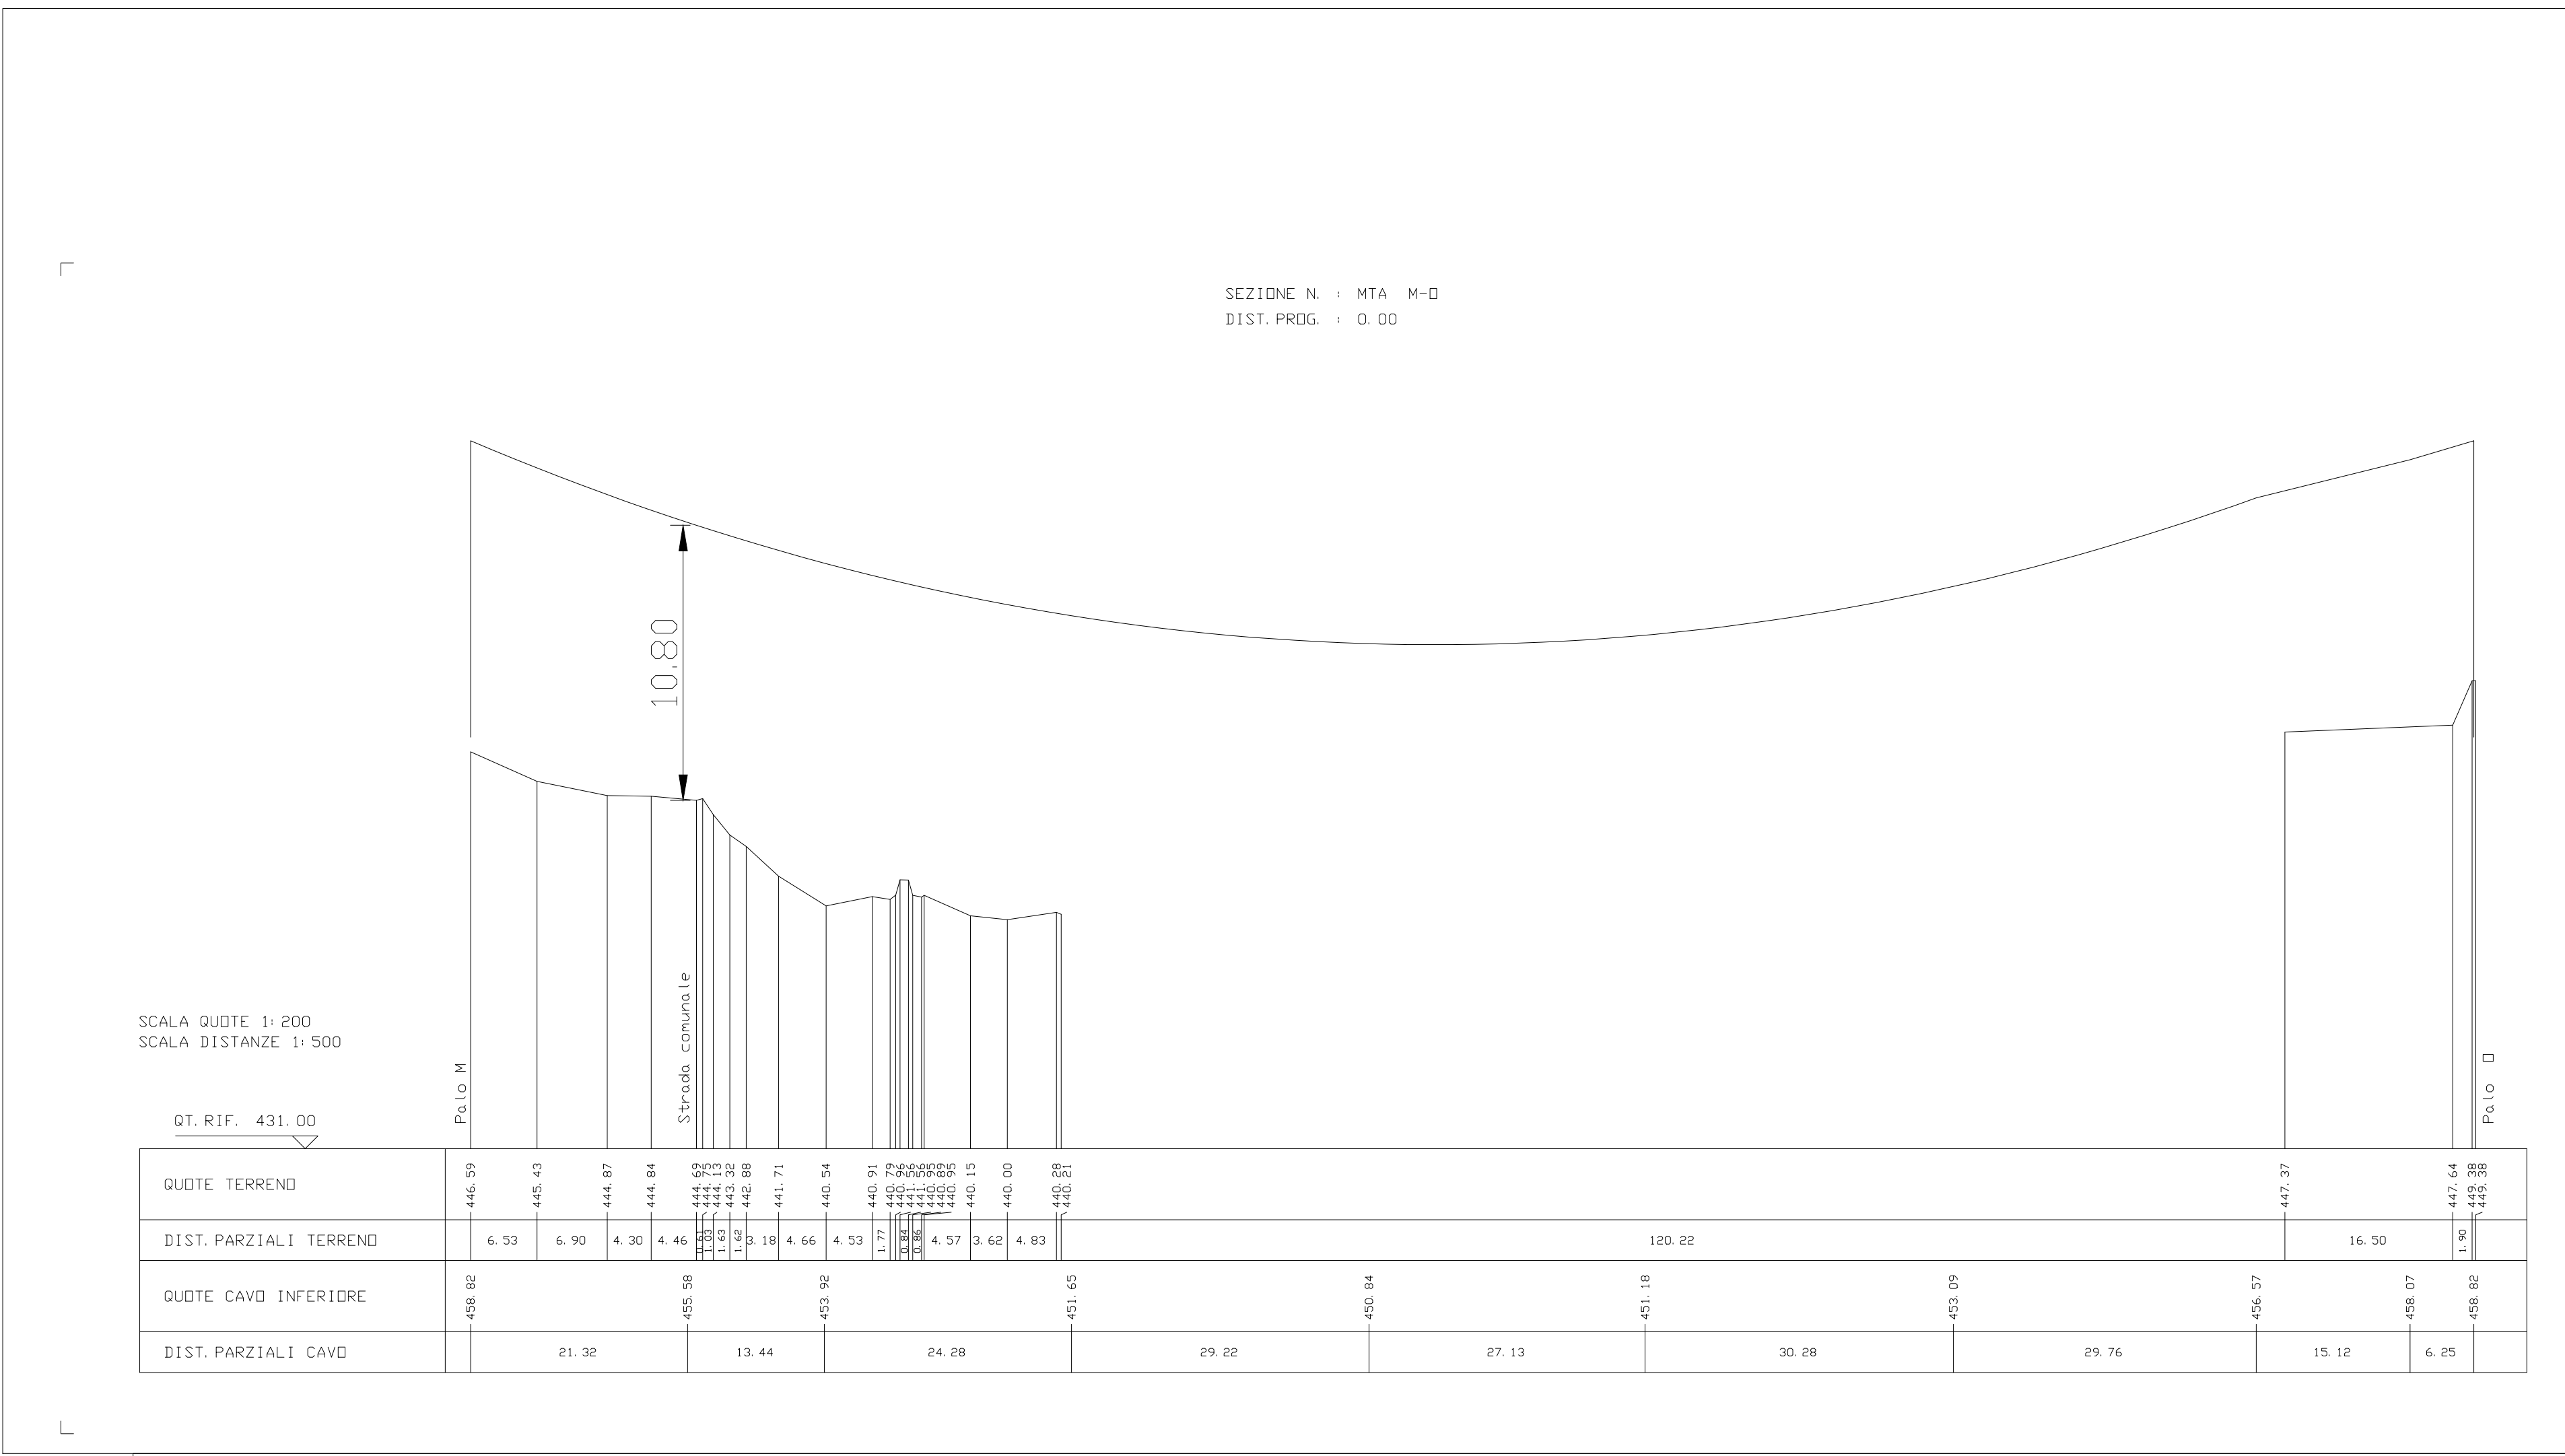 SEZIONE N. : MTA M-O
DIST. PROG. : 0. 00
10.80
SCALA QUOTE 1: 200
SCALA DISTANZE 1: 500
Palo M
Strada comunale
Palo O
QT. RIF. 431. 00
QUOTE TERRENO 446. 59 445. 43 444. 87 444. 84 444. 69 444. 75 444. 13 443. 32 442. 88 441. 71 440. 54 440. 91 440. 79 440. 96 441. 56 441. 56 440. 95 440. 89 440. 95 440. 15 440. 00 440. 28 440. 21 447. 37 447. 64 449. 38 449. 38
DIST. PARZIALI TERRENO 6. 53 6. 90 4. 30 4. 46 0. 61 1. 03 1. 63 1. 62 3. 18 4. 66 4. 53 1. 77 0. 84 0. 86 4. 57 3. 62 4. 83 120. 22 16. 50 1. 90
QUOTE CAVO INFERIORE 458. 82 455. 58 453. 92 451. 65 450. 84 451. 18 453. 09 456. 57 458. 07 458. 82
DIST. PARZIALI CAVO 21. 32 13. 44 24. 28 29. 22 27. 13 30. 28 29. 76 15. 12 6. 25